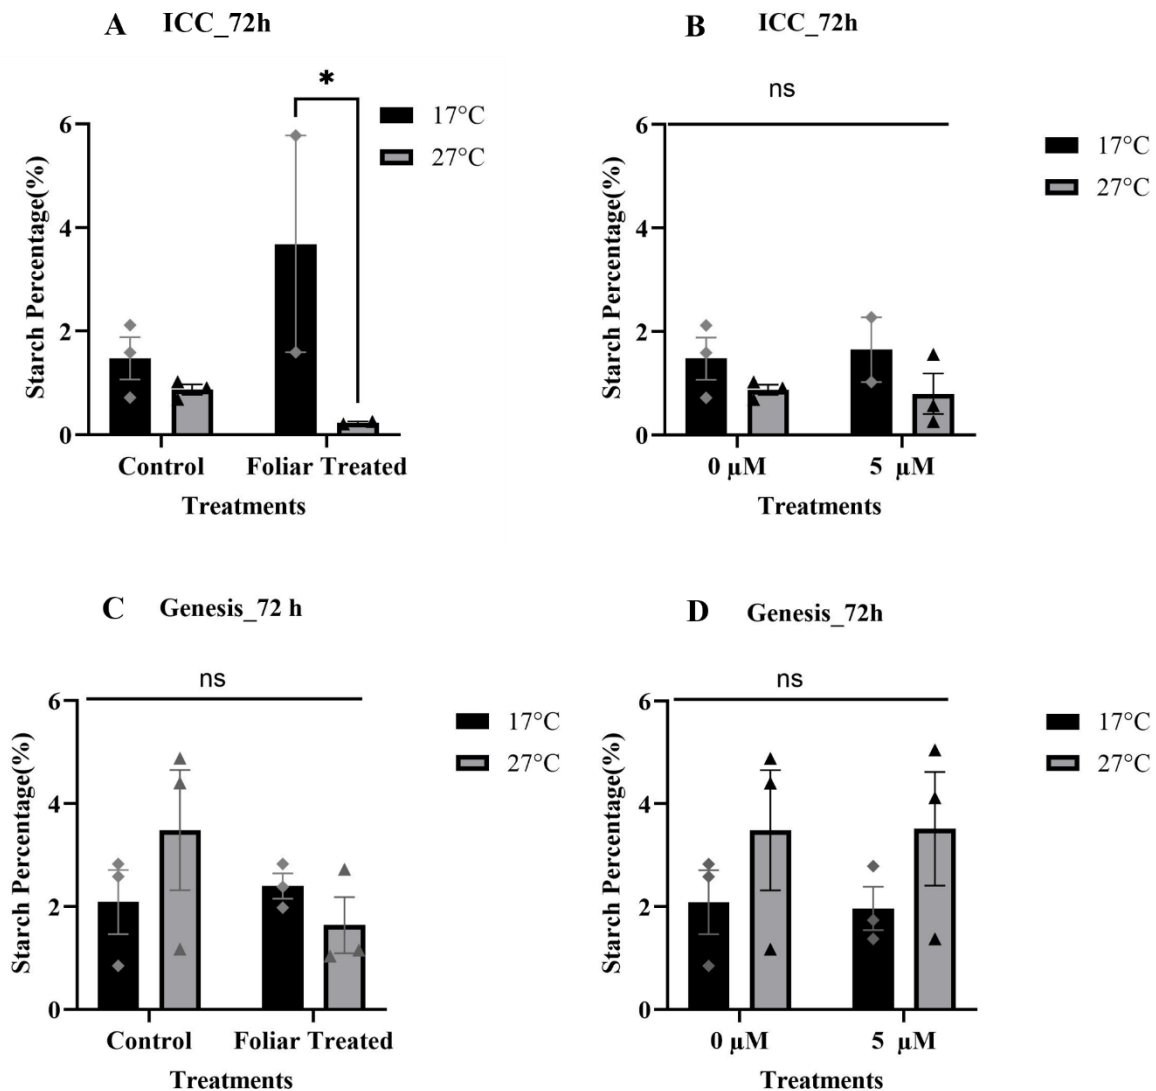 A ICC_72h
*
17°C
27°C
Starch Percentage(%)
6
4
2
0
Control Foliar Treated
Treatments
B ICC_72h
ns
17°C
27°C
Starch Percentage(%)
6
4
2
0
0 µM 5 µM
Treatments
C Genesis_72 h
ns
17°C
27°C
Starch Percentage(%)
6
4
2
0
Control Foliar Treated
Treatments
D Genesis_72h
ns
17°C
27°C
Starch Percentage(%)
6
4
2
0
0 µM 5 µM
Treatments